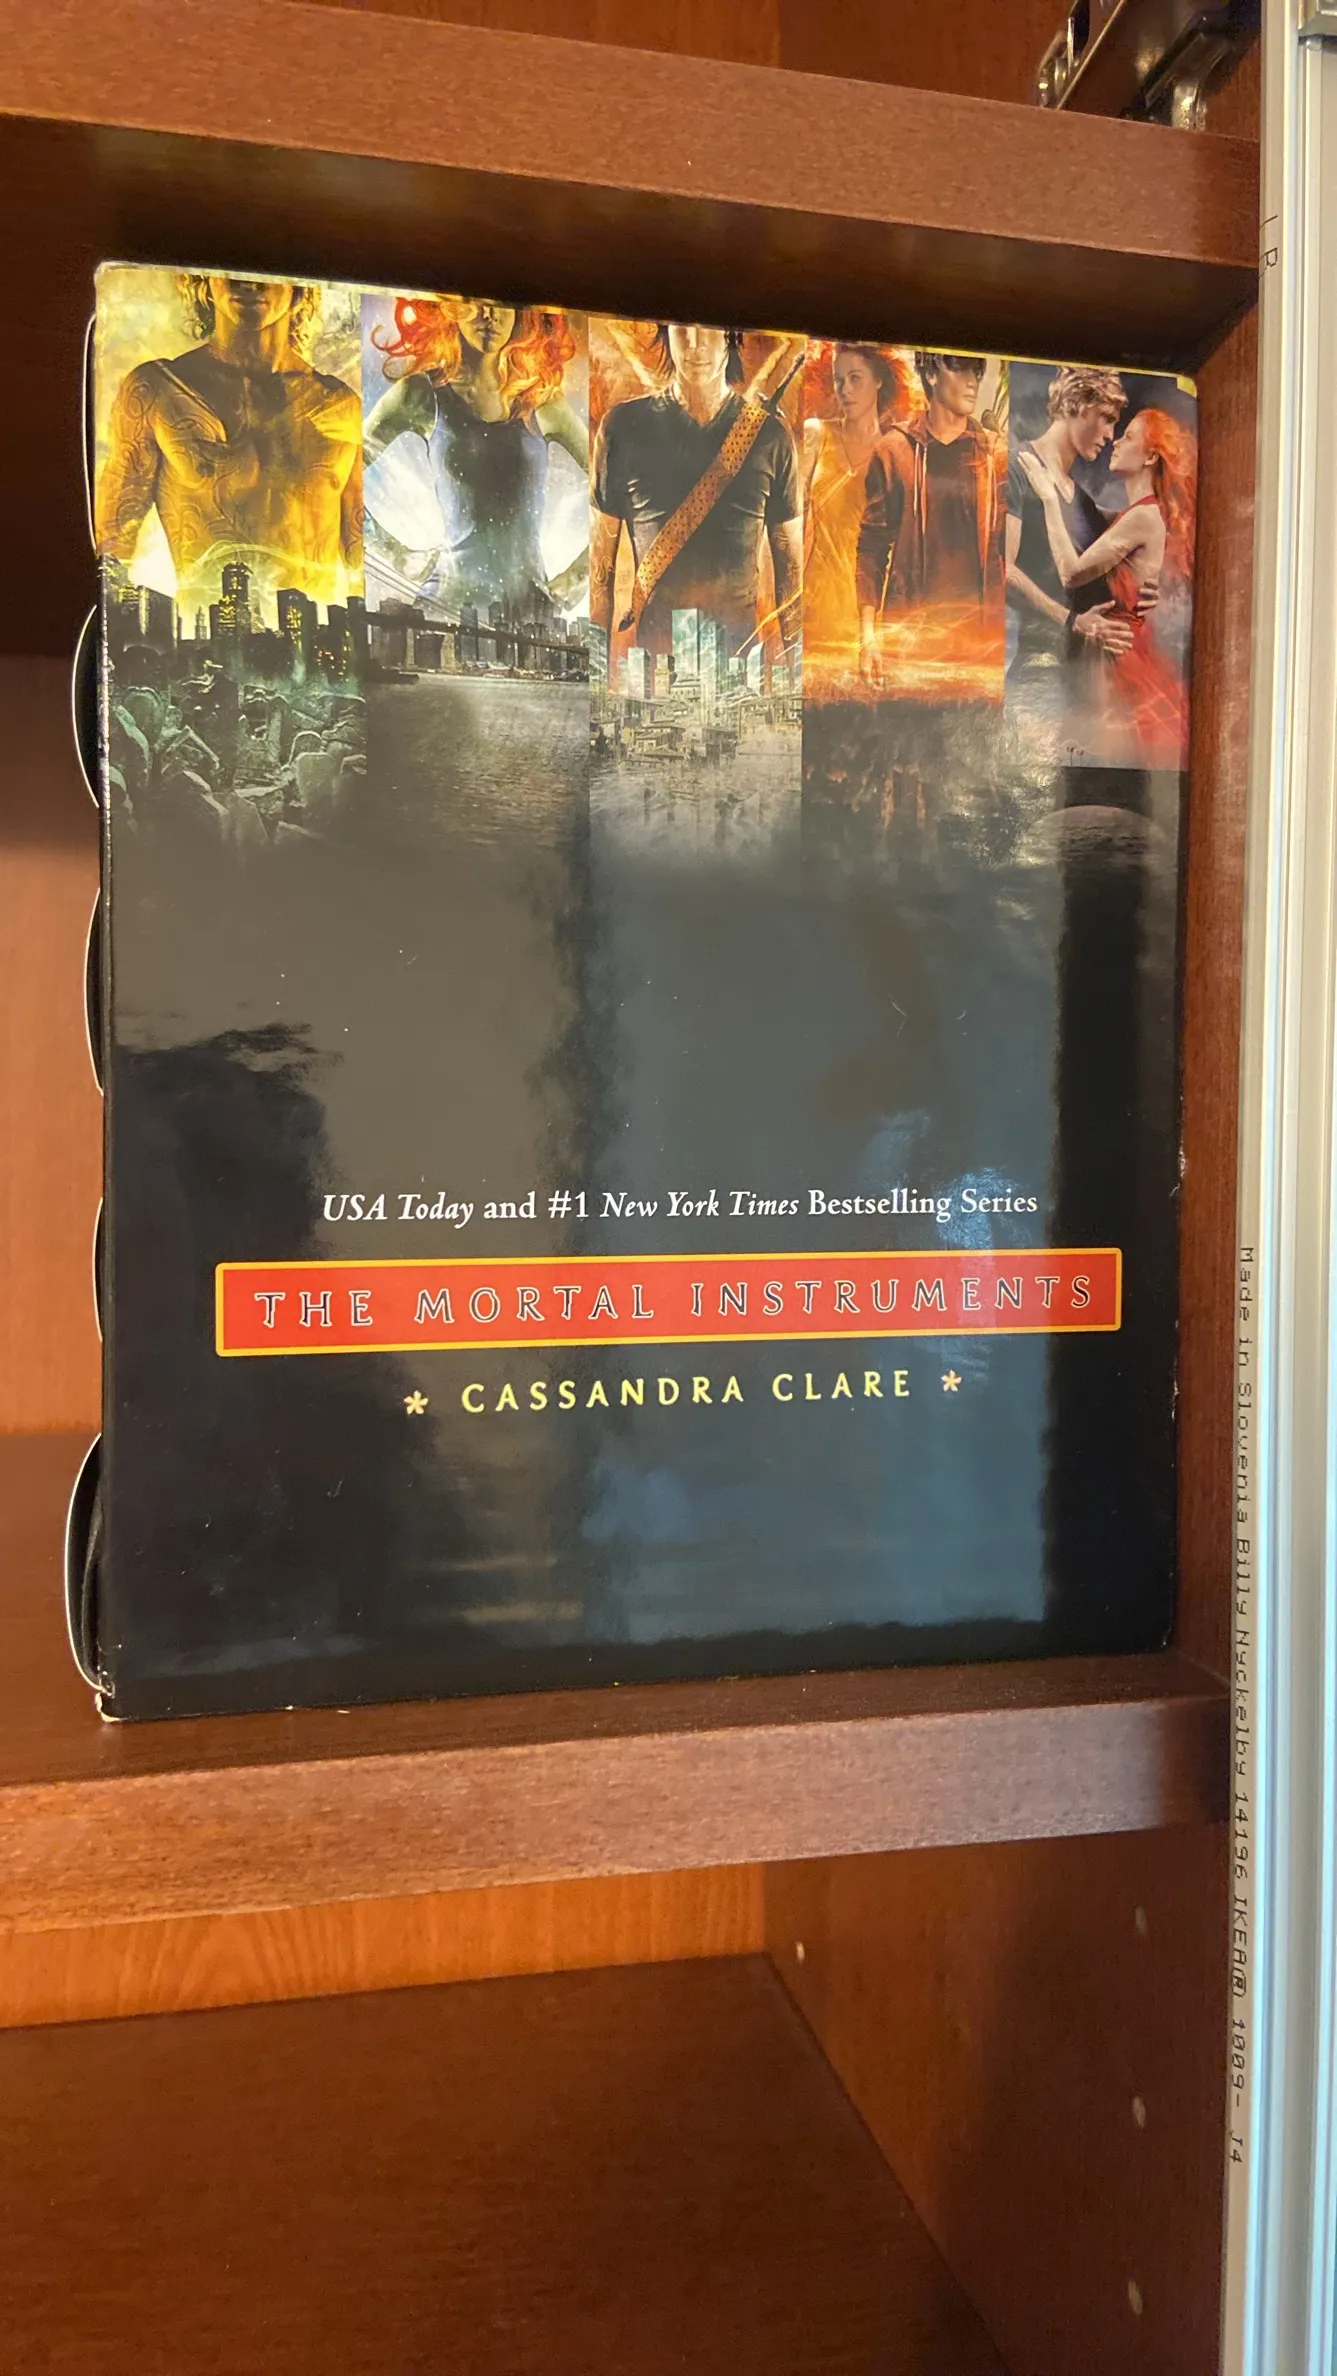 USA Today and #1 New York Times Bestselling Series
THE MORTAL INSTRUMENTS
* CASSANDRA CLARE *
Made in Slovenia Billy Nyckelby 14196 IKEA® 1009- J4